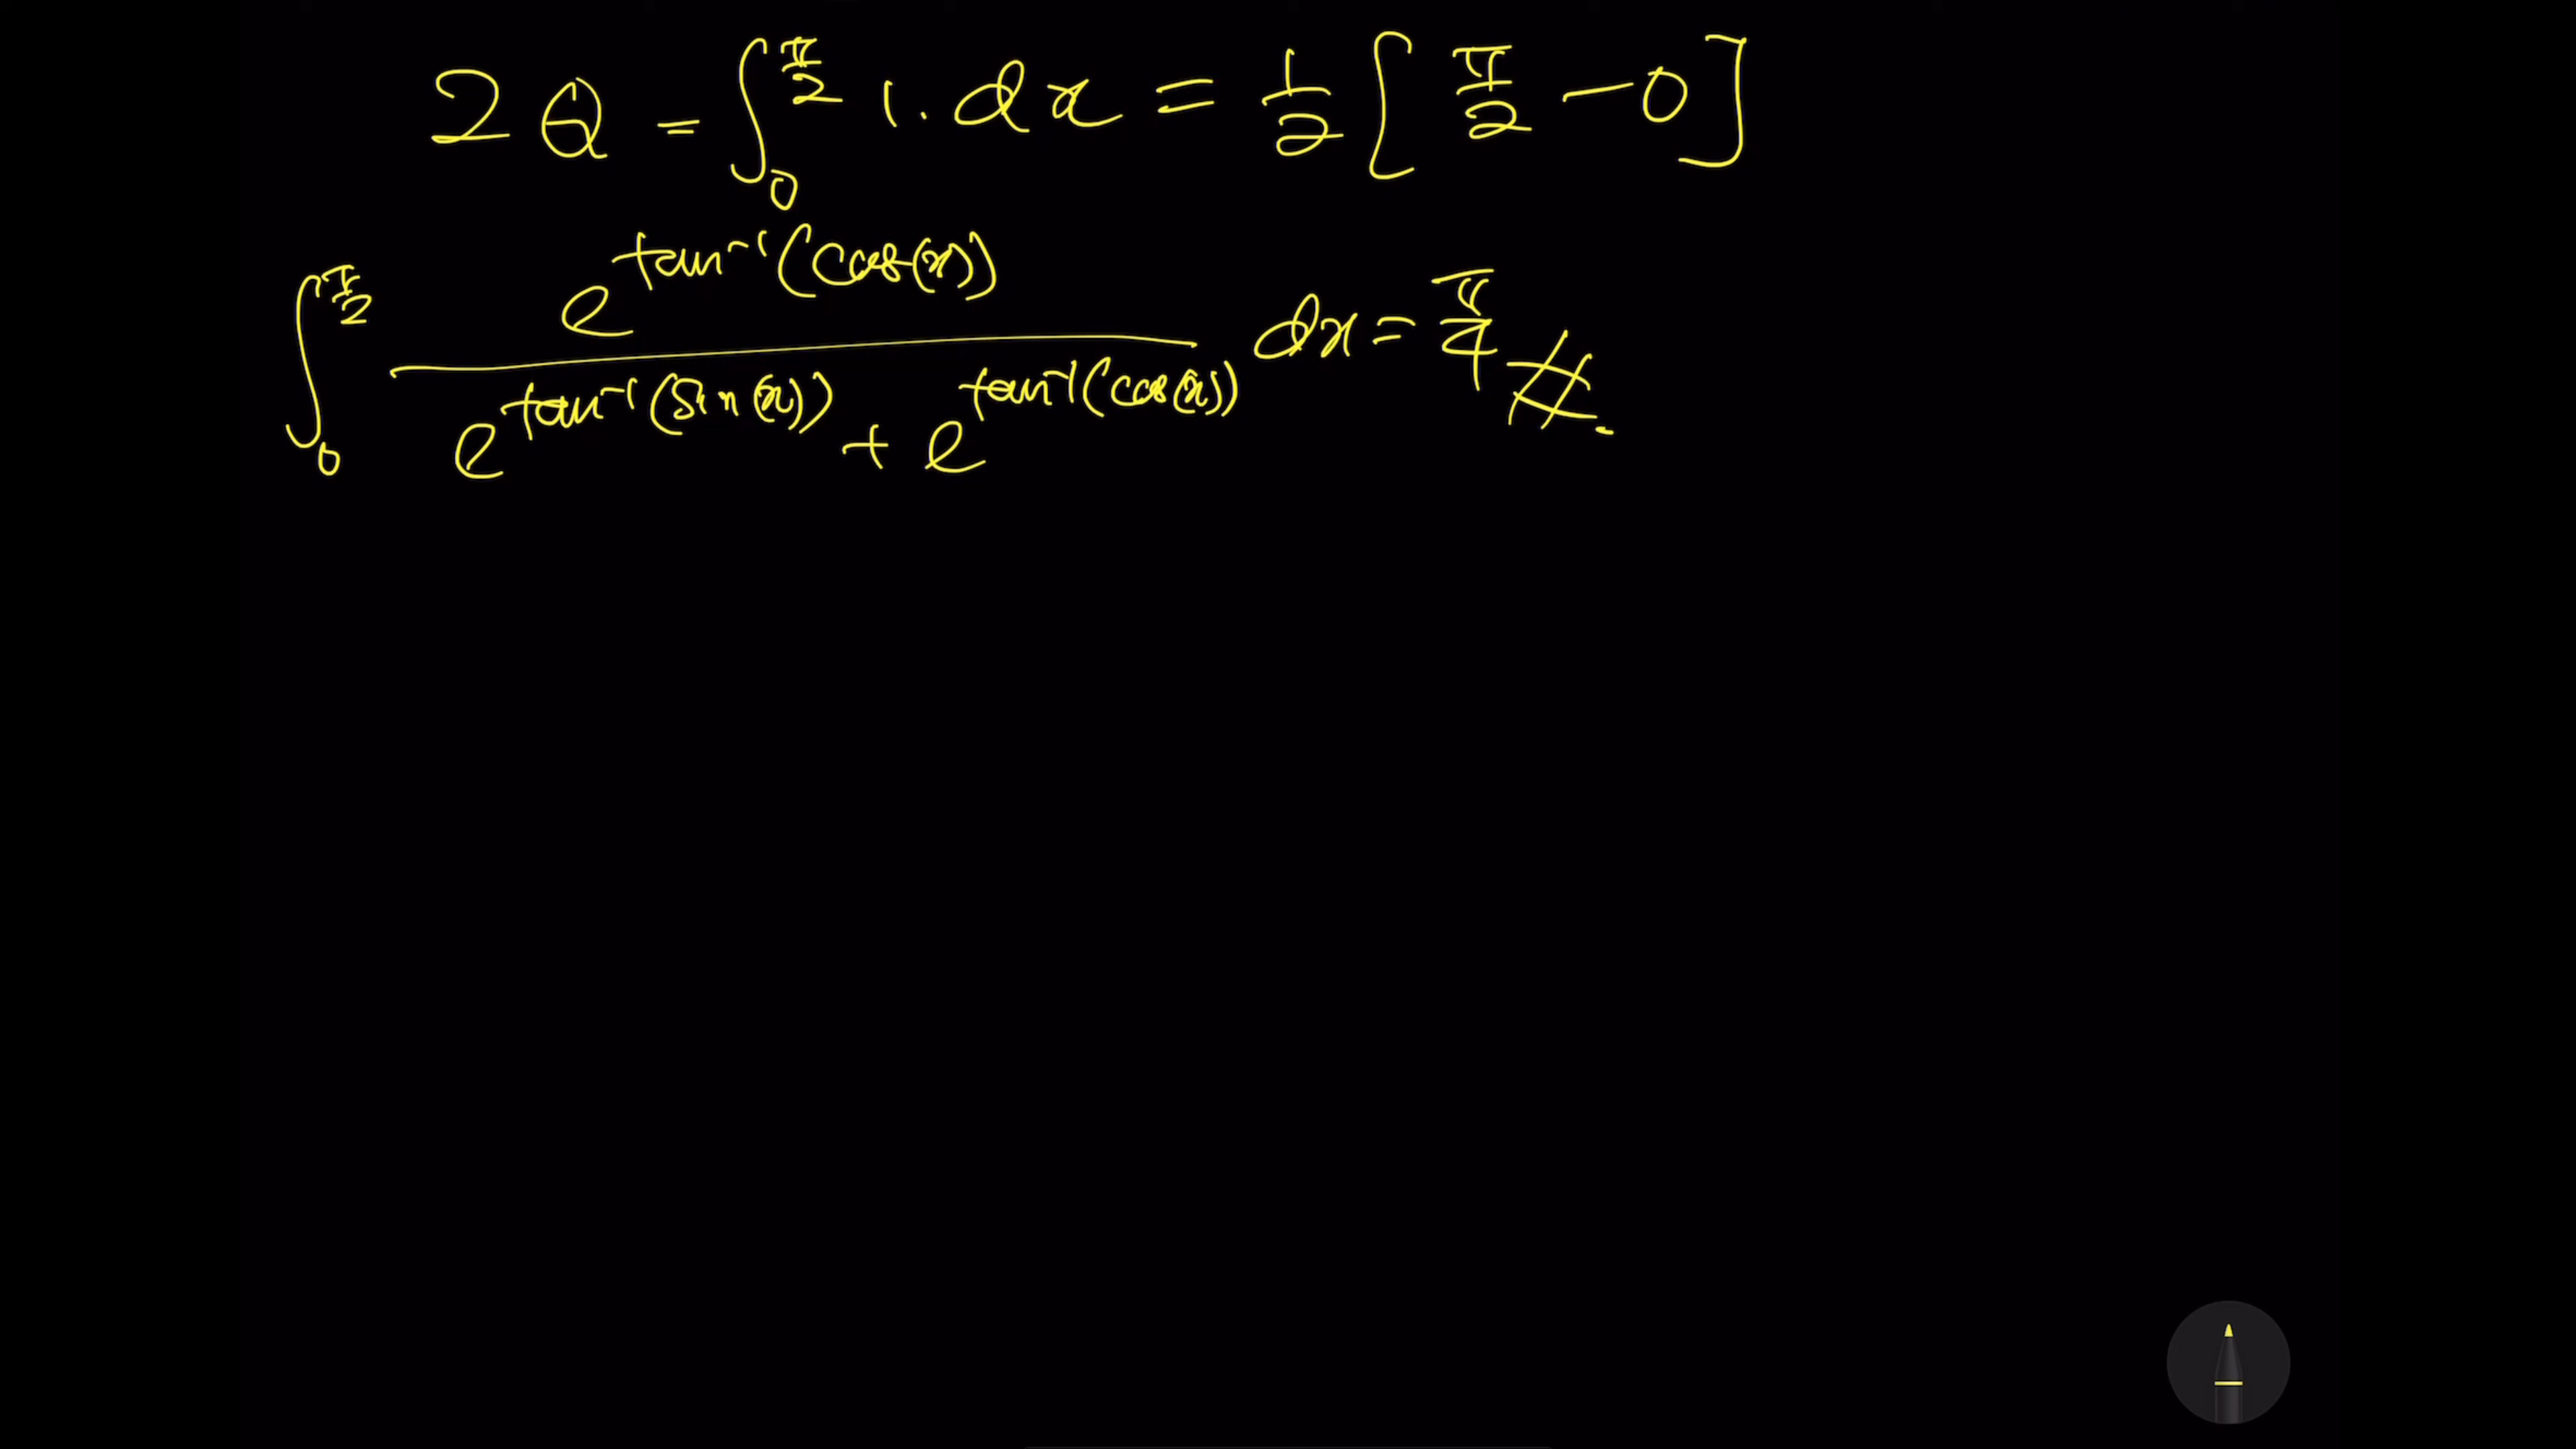 2Q = ∫₀^{π/2} 1. dx = 1/2 [π/2 − 0]
∫₀^{π/2} e^{tan⁻¹(cos(x))} / (e^{tan⁻¹(sin(x))} + e^{tan⁻¹(cos(x))}) dx = π/4 #.